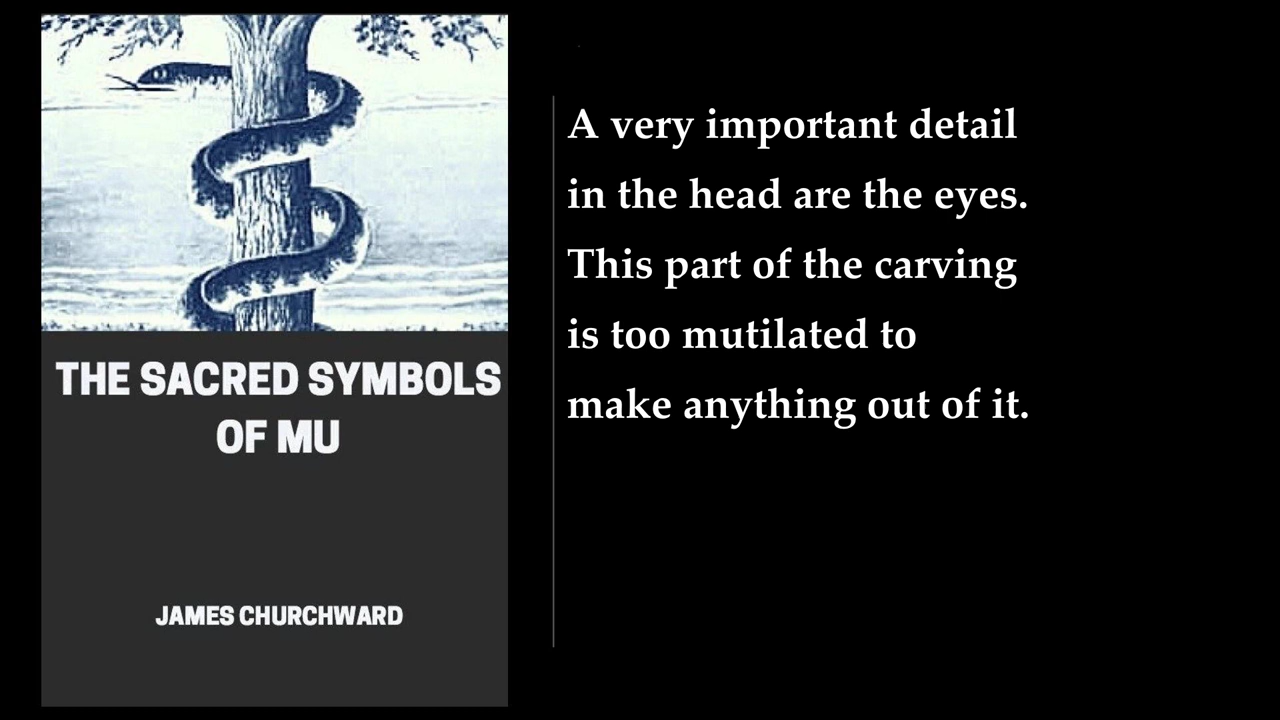 THE SACRED SYMBOLS
OF MU
JAMES CHURCHWARD
A very important detail
in the head are the eyes.
This part of the carving
is too mutilated to
make anything out of it.